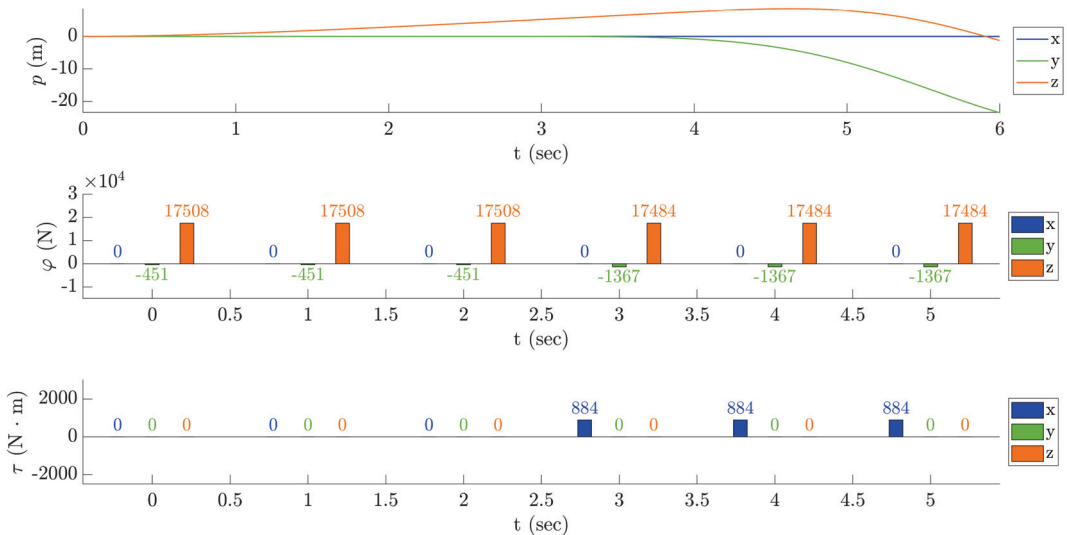 0
-10
-20
p (m)
0 1 2 3 4 5 6
t (sec)
x
y
z
×10⁴
3
2
1
0
-1
φ (N)
17508 17508 17508 17484 17484 17484
0 0 0 0 0 0
-451 -451 -451 -1367 -1367 -1367
0 0.5 1 1.5 2 2.5 3 3.5 4 4.5 5
t (sec)
x
y
z
2000
0
-2000
τ (N · m)
884 884 884
0 0 0 0 0 0 0 0 0 0 0 0 0 0 0
0 0.5 1 1.5 2 2.5 3 3.5 4 4.5 5
t (sec)
x
y
z